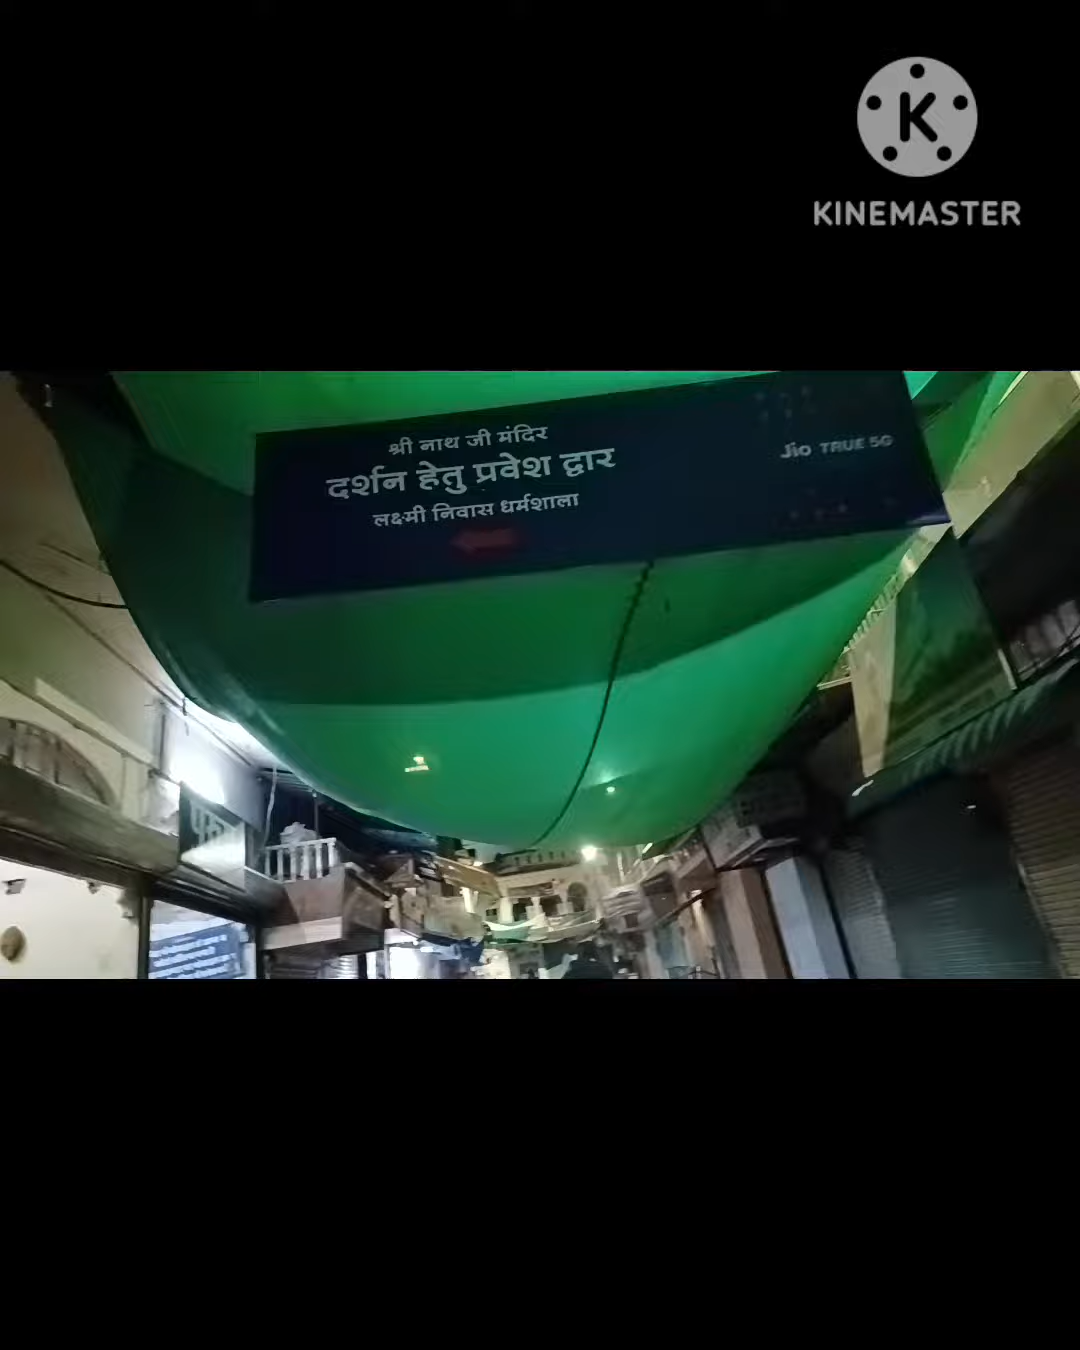 KINEMASTER
श्री नाथ जी मंदिर
दर्शन हेतु प्रवेश द्वार
लक्ष्मी निवास धर्मशाला
Jio TRUE 5G